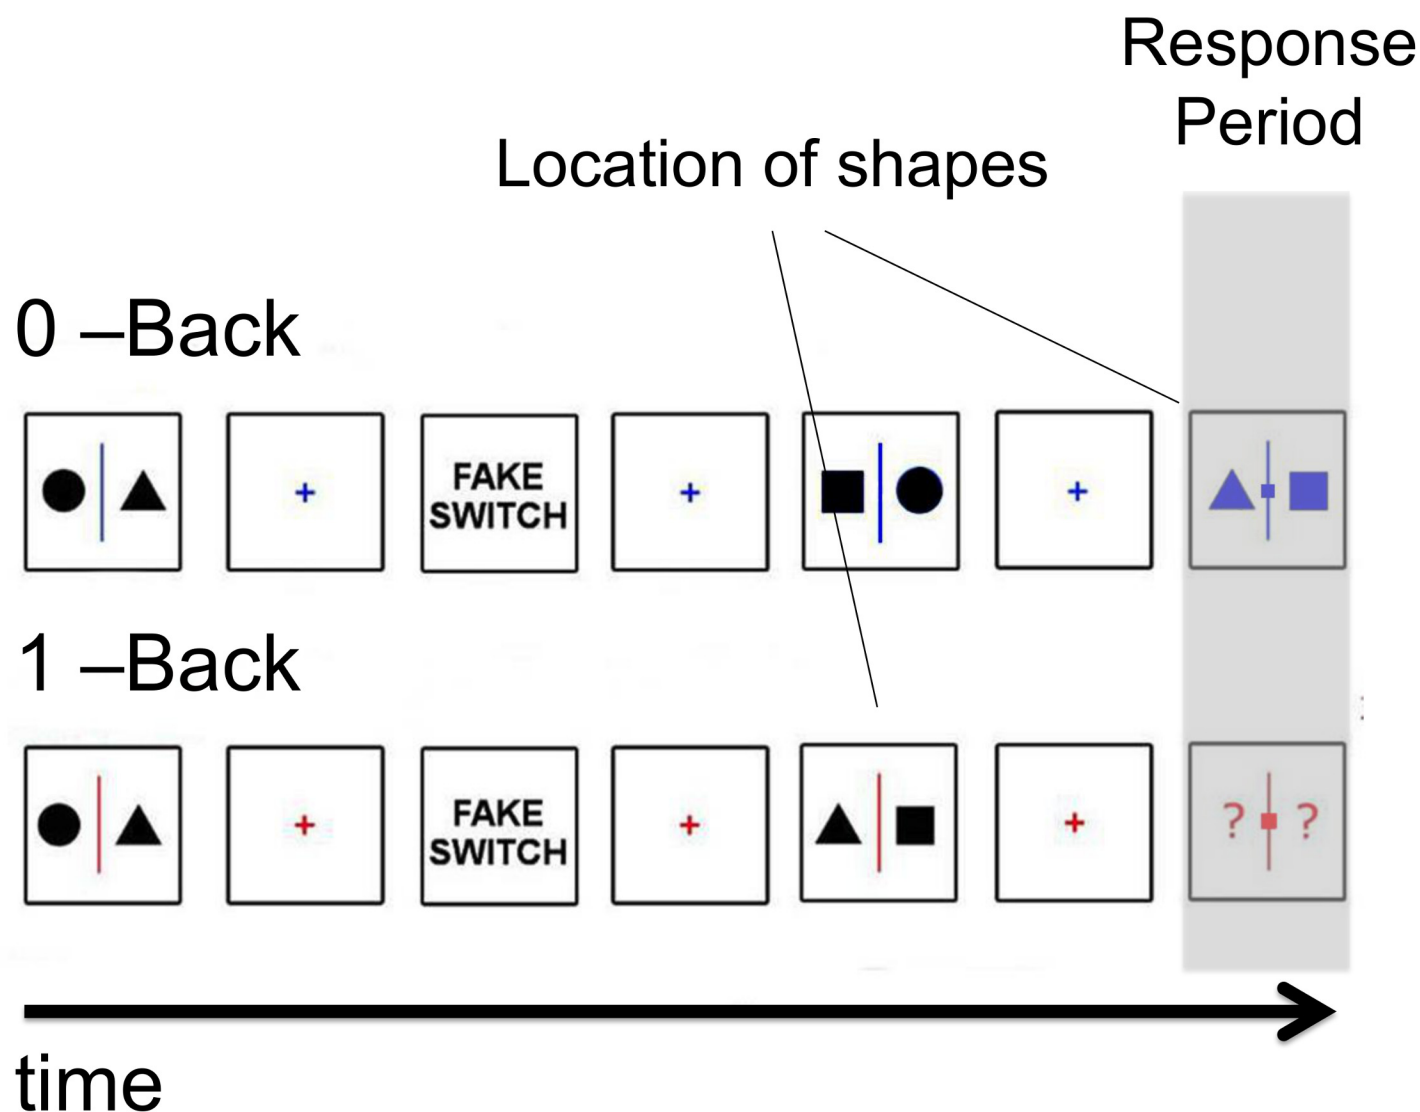 Response
Period
Location of shapes
0 –Back
+
FAKE
SWITCH
+
+
1 –Back
+
FAKE
SWITCH
+
+
? ?
time